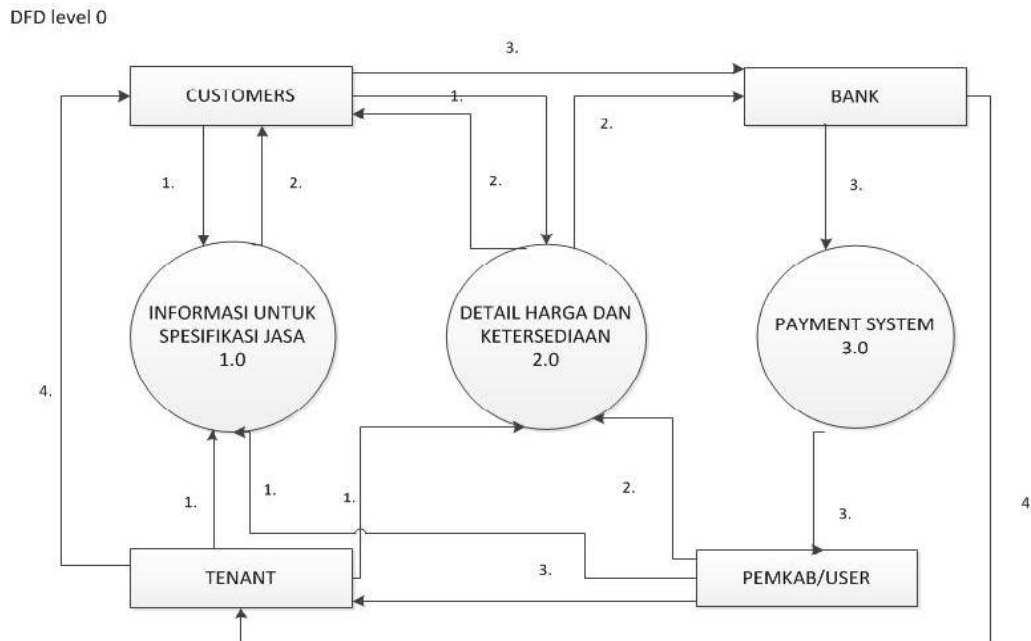 DFD level 0
3.
CUSTOMERS
1.
BANK
2.
1.
2.
2.
3.
INFORMASI UNTUK
SPESIFIKASI JASA
1.0
DETAIL HARGA DAN
KETERSEDIAAN
2.0
PAYMENT SYSTEM
3.0
4.
1.
1.
1.
2.
3.
4
TENANT
3.
PEMKAB/USER